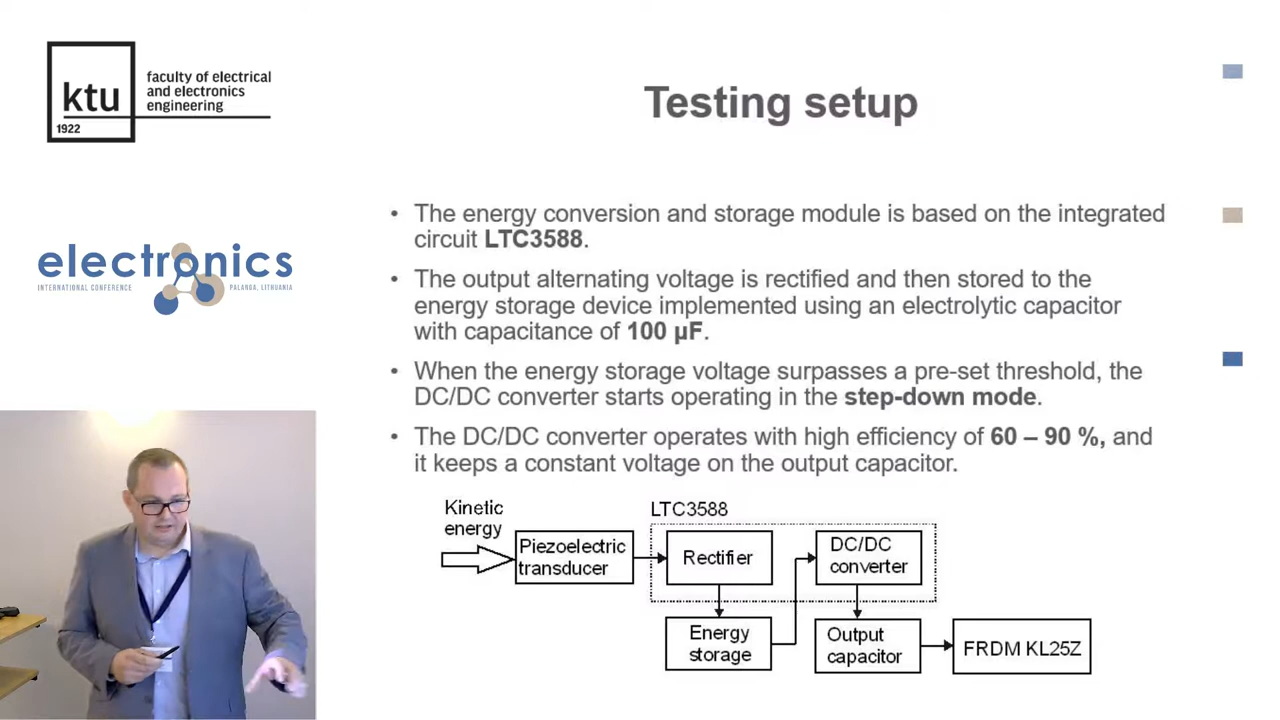 ktu
1922
faculty of electrical
and electronics
engineering
Testing setup
electronics
INTERNATIONAL CONFERENCE
PALANGA, LITHUANIA
• The energy conversion and storage module is based on the integrated
circuit LTC3588.
• The output alternating voltage is rectified and then stored to the
energy storage device implemented using an electrolytic capacitor
with capacitance of 100 µF.
• When the energy storage voltage surpasses a pre-set threshold, the
DC/DC converter starts operating in the step-down mode.
• The DC/DC converter operates with high efficiency of 60 – 90 %, and
it keeps a constant voltage on the output capacitor.
Kinetic
energy
Piezoelectric
transducer
LTC3588
Rectifier
DC/DC
converter
Energy
storage
Output
capacitor
FRDM KL25Z